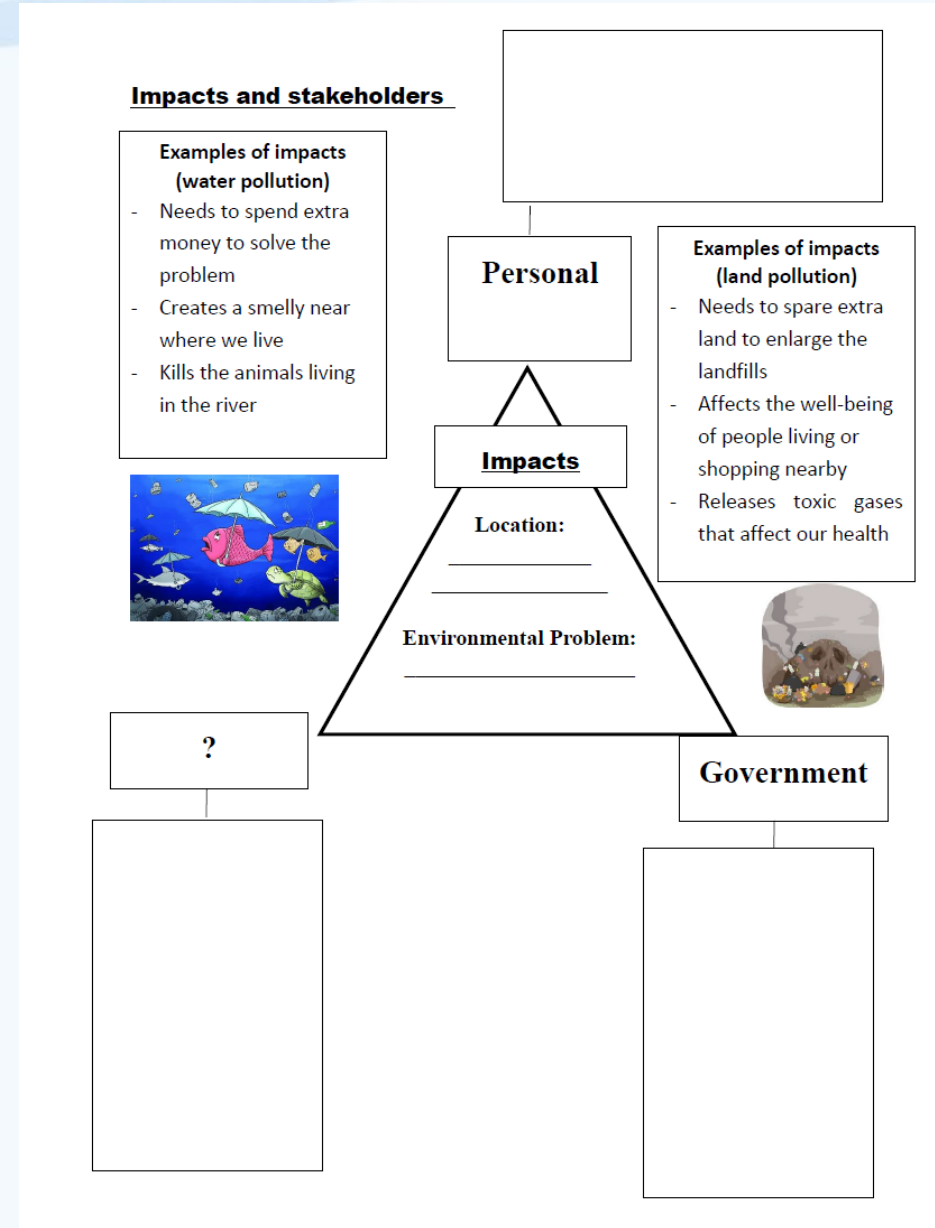 Impacts and stakeholders
Examples of impacts
(water pollution)
- Needs to spend extra
money to solve the
problem
- Creates a smelly near
where we live
- Kills the animals living
in the river
Personal
Examples of impacts
(land pollution)
- Needs to spare extra
land to enlarge the
landfills
- Affects the well-being
of people living or
shopping nearby
- Releases toxic gases
that affect our health
Impacts
Location:
Environmental Problem:
?
Government